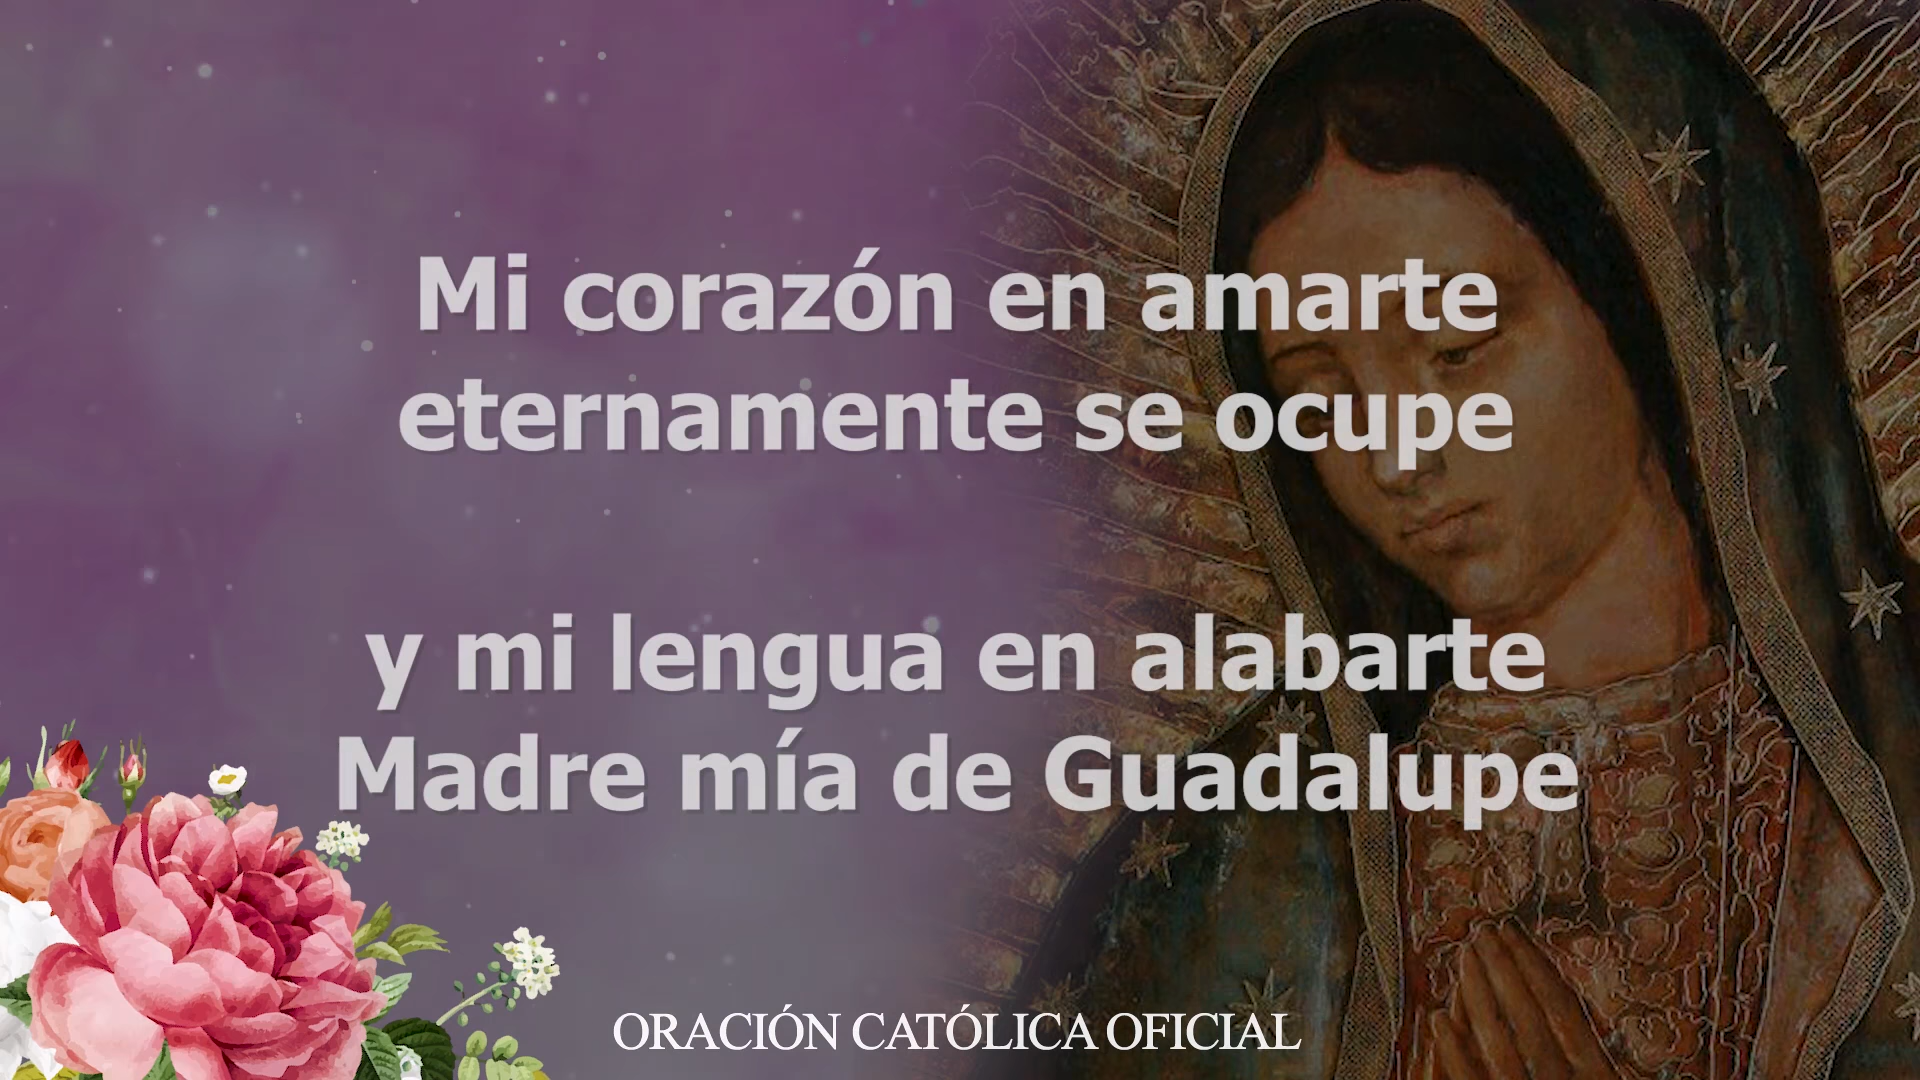 Mi corazón en amarte
eternamente se ocupe
y mi lengua en alabarte
Madre mía de Guadalupe
ORACIÓN CATÓLICA OFICIAL